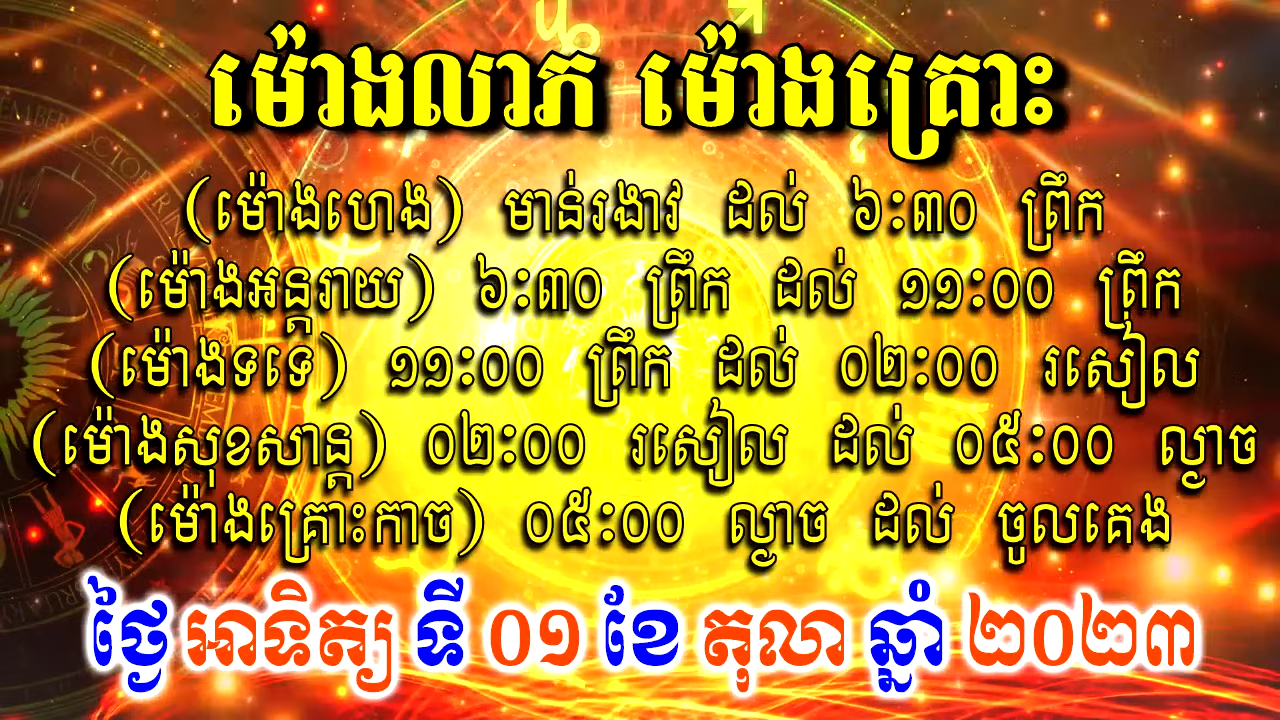 ម៉ោងលាភ ម៉ោងគ្រោះ
(ម៉ោងហេង) មាន់រងាវ ដល់ ៦:៣០ ព្រឹក
(ម៉ោងអន្តរាយ) ៦:៣០ ព្រឹក ដល់ ១១:០០ ព្រឹក
(ម៉ោងទទេ) ១១:០០ ព្រឹក ដល់ ០២:០០ រសៀល
(ម៉ោងសុខសាន្ត) ០២:០០ រសៀល ដល់ ០៥:០០ ល្ងាច
(ម៉ោងគ្រោះកាច) ០៥:០០ ល្ងាច ដល់ ចូលគេង
ថ្ងៃ អាទិត្យ ទី ០១ ខែ តុលា ឆ្នាំ ២០២៣